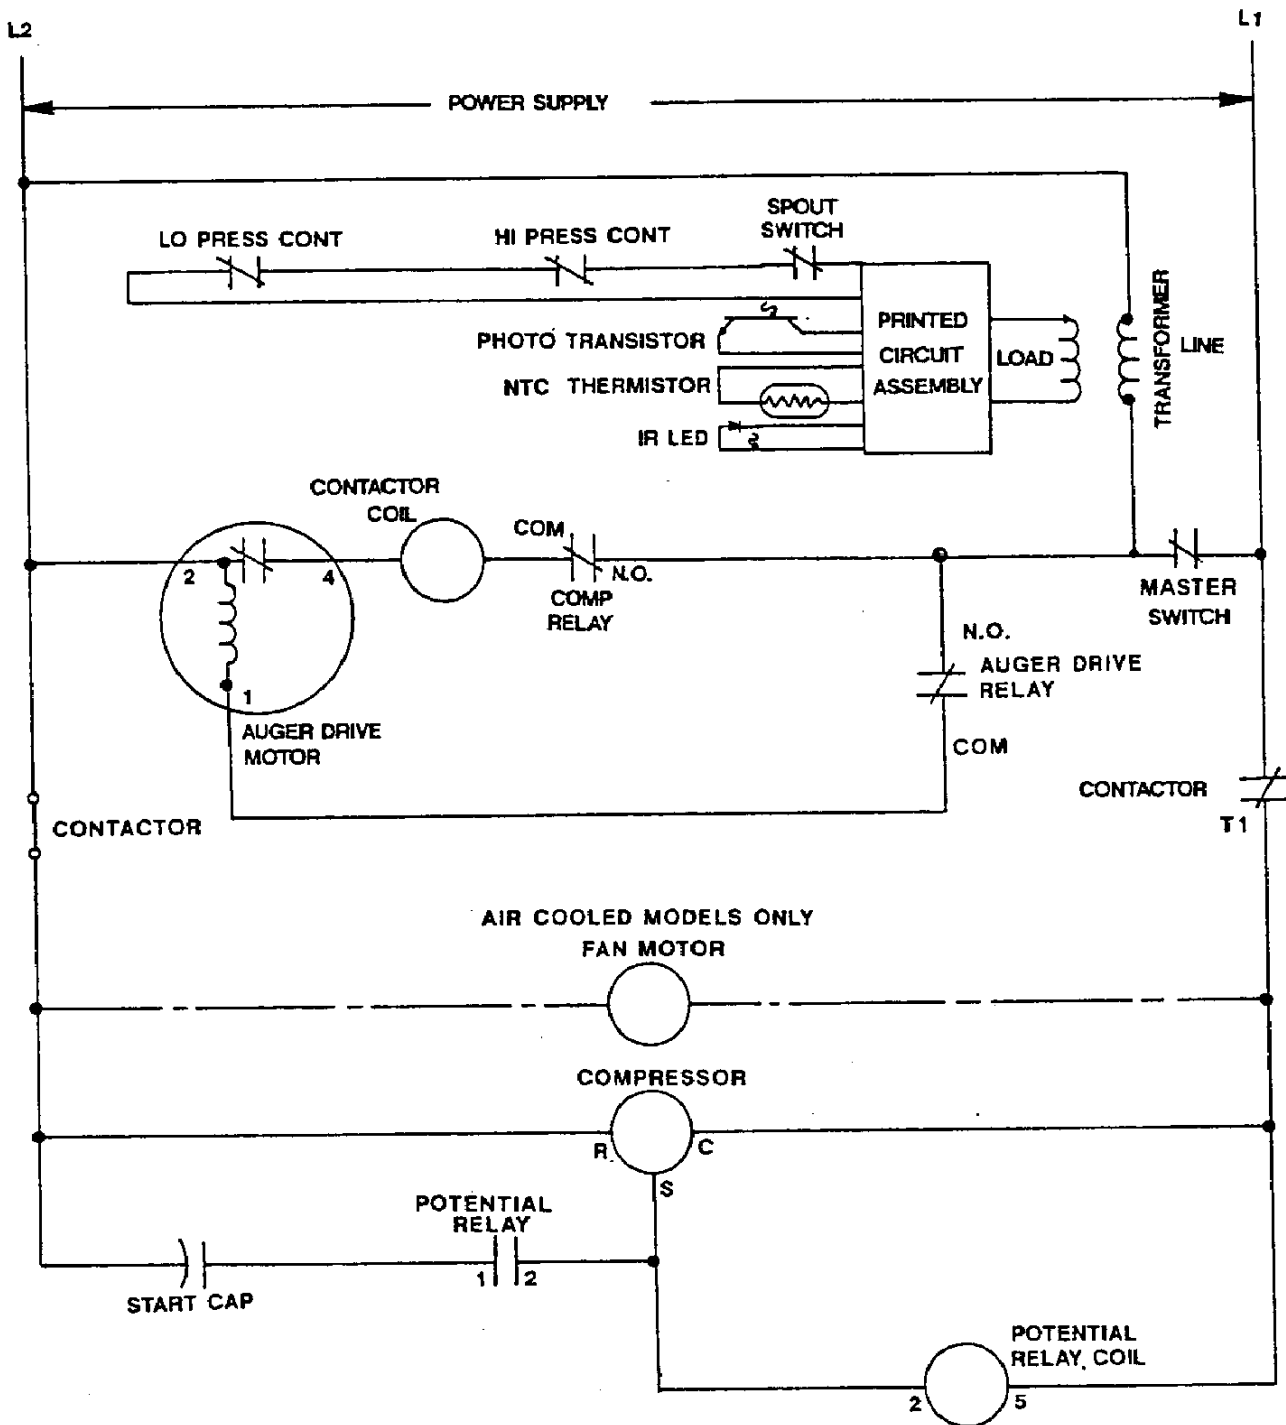 L2
L1
POWER SUPPLY
LO PRESS CONT
HI PRESS CONT
SPOUT
SWITCH
PHOTO TRANSISTOR
NTC THERMISTOR
IR LED
PRINTED
CIRCUIT
ASSEMBLY
LOAD
TRANSFORMER
LINE
CONTACTOR
COIL
COM
N.O.
COMP
RELAY
2
4
1
AUGER DRIVE
MOTOR
MASTER
SWITCH
N.O.
AUGER DRIVE
RELAY
COM
CONTACTOR
T1
CONTACTOR
AIR COOLED MODELS ONLY
FAN MOTOR
COMPRESSOR
R
C
S
POTENTIAL
RELAY
1
2
START CAP
POTENTIAL
RELAY COIL
2
5